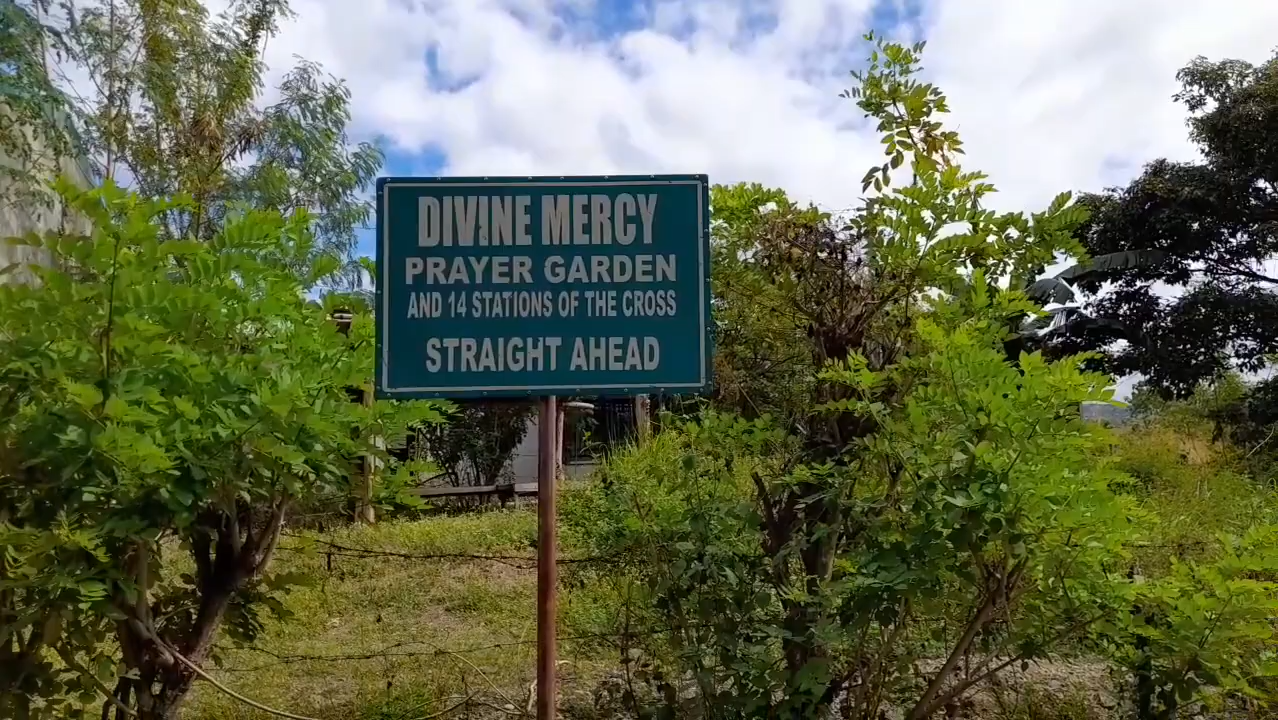 DIVINE MERCY
PRAYER GARDEN
AND 14 STATIONS OF THE CROSS
STRAIGHT AHEAD